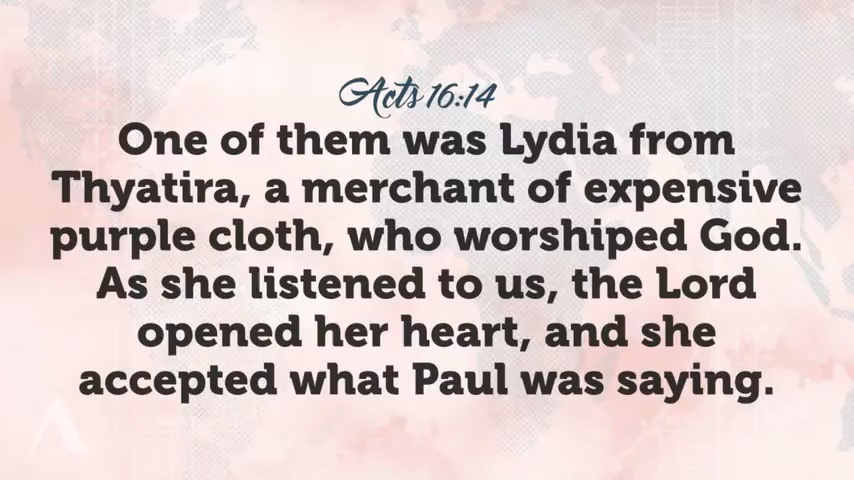 Acts 16:14
One of them was Lydia from
Thyatira, a merchant of expensive
purple cloth, who worshiped God.
As she listened to us, the Lord
opened her heart, and she
accepted what Paul was saying.